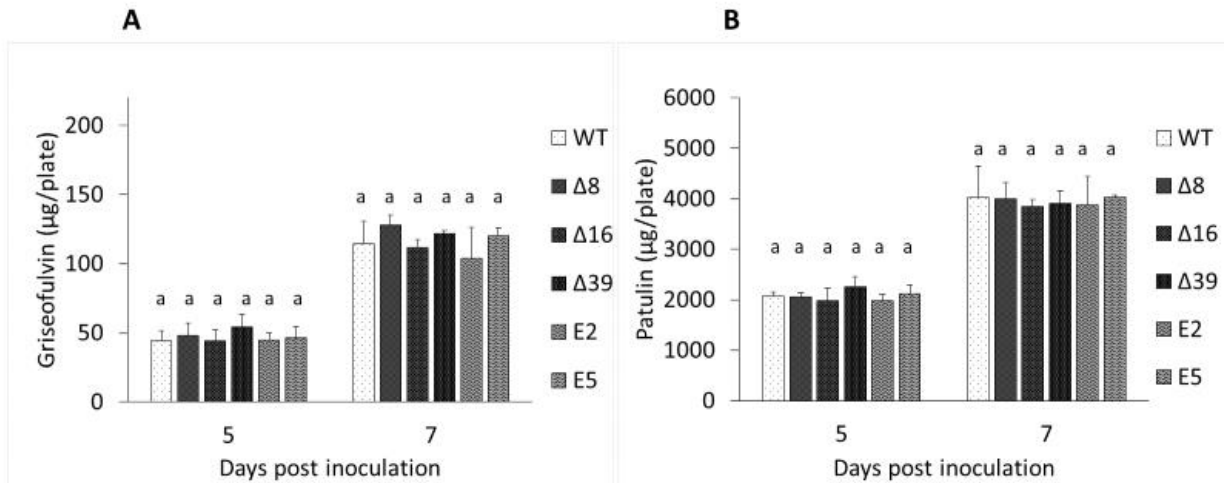 A
Griseofulvin (µg/plate)
200
150
100
50
0
a a a a a a
a a a a a a
5 7
Days post inoculation
WT
Δ8
Δ16
Δ39
E2
E5
B
Patulin (µg/plate)
6000
5000
4000
3000
2000
1000
0
a a a a a a
a a a a a a
5 7
Days post inoculation
WT
Δ8
Δ16
Δ39
E2
E5